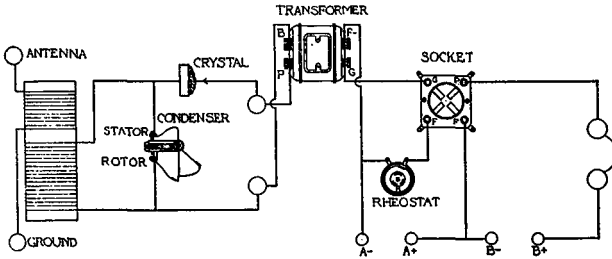 TRANSFORMER
ANTENNA
CRYSTAL
B
F-
P
G
SOCKET
G
P
F
F
STATOR
CONDENSER
ROTOR
RHEOSTAT
GROUND
A-
A+
B-
B+